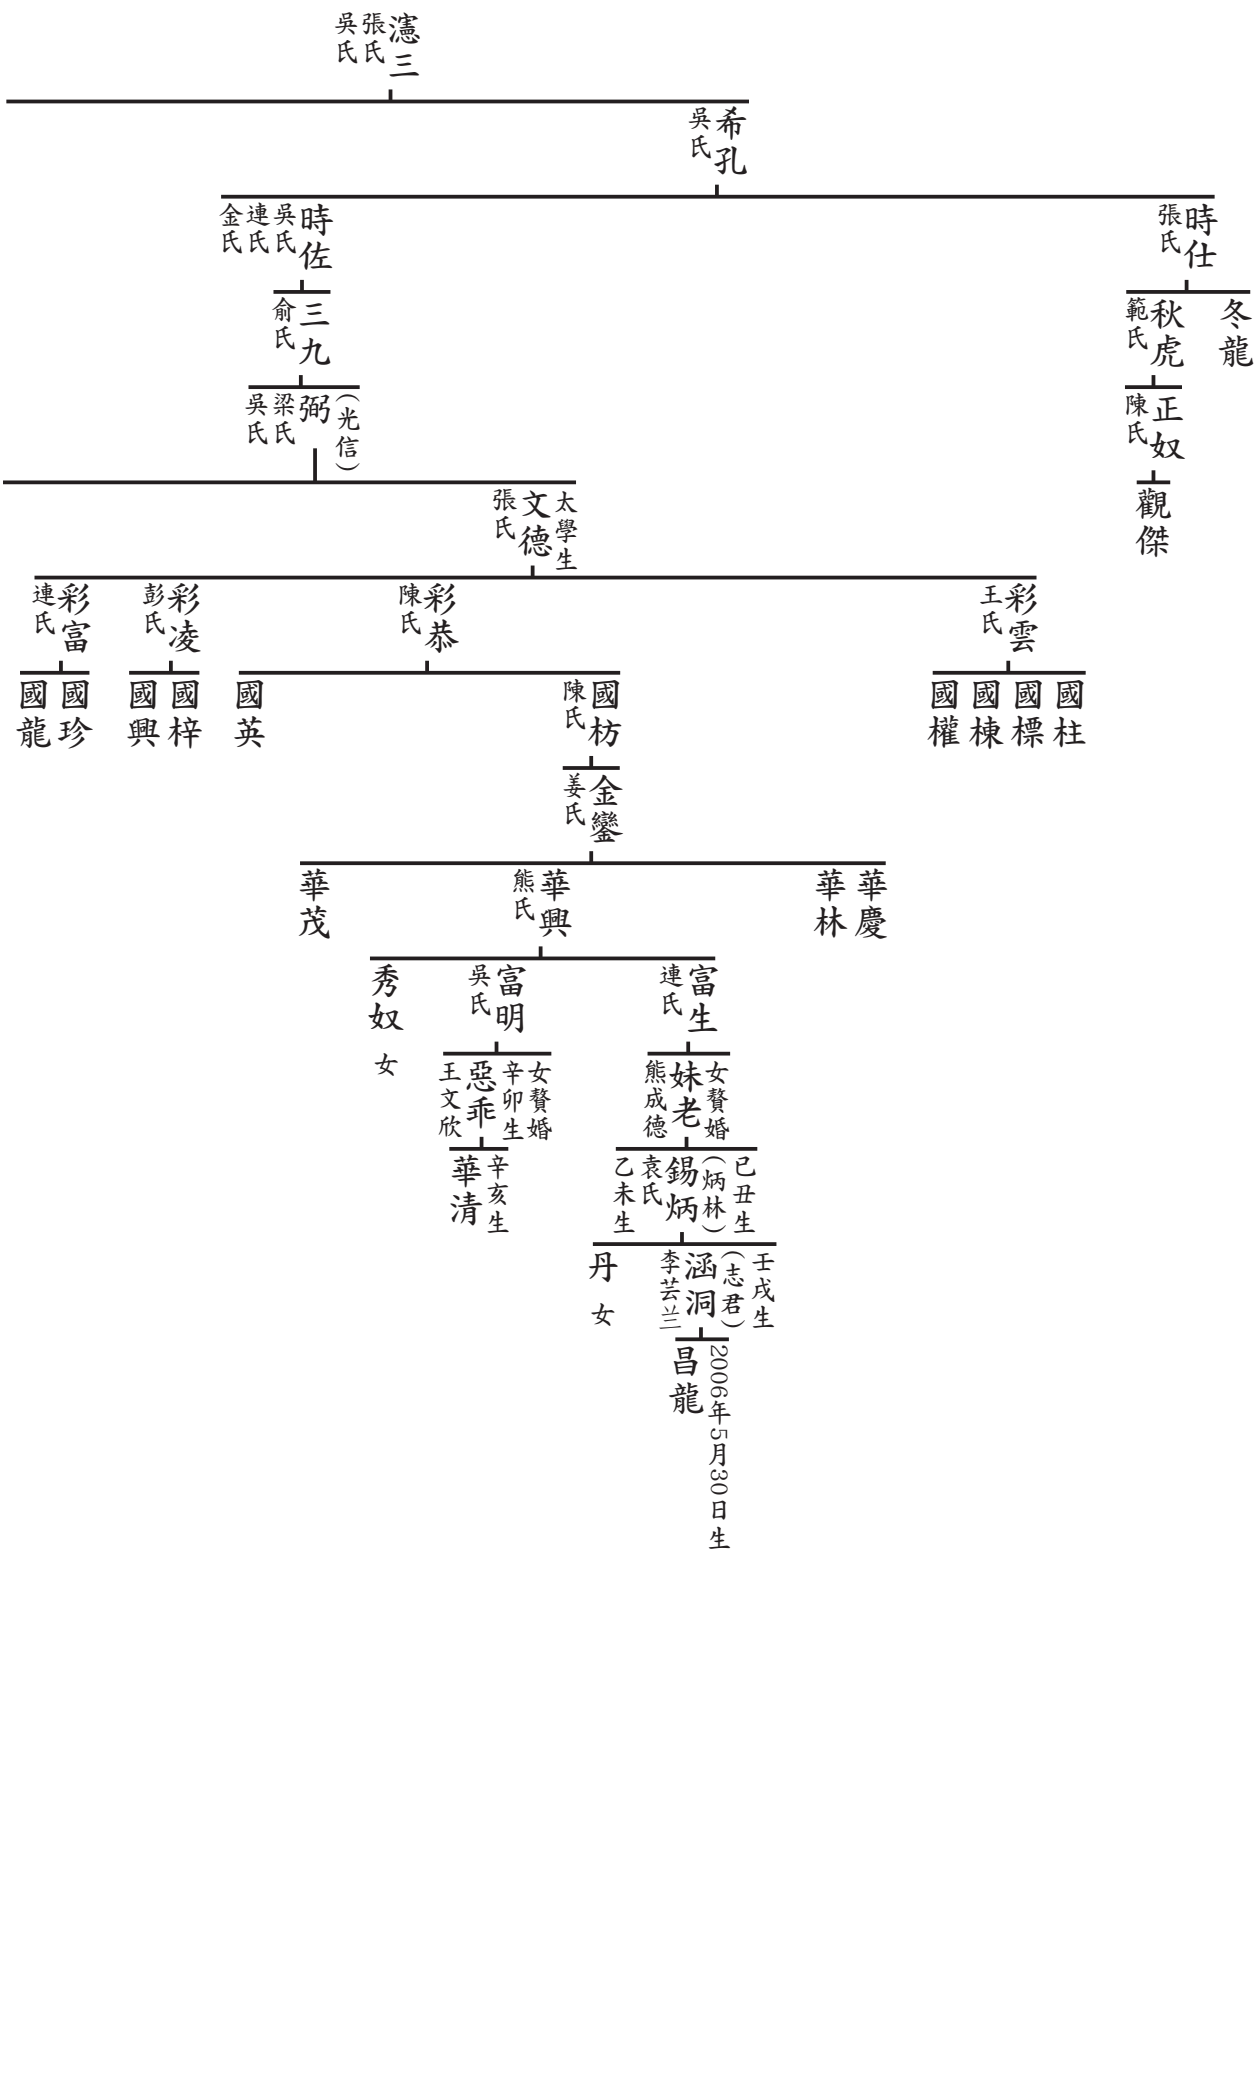 澐三
張氏
吳氏
希孔
吳氏
時仕
張氏
時佐
吳氏
連氏
金氏
冬龍
秋虎
範氏
三九
俞氏
正奴
陳氏
(光信)
弼
梁氏
吳氏
觀傑
太學生
文德
張氏
彩雲
王氏
彩恭
陳氏
彩凌
彭氏
彩富
連氏
國柱
國標
國棟
國權
國枋
陳氏
國英
國梓
國興
國珍
國龍
金鑾
姜氏
華慶
華林
華興
熊氏
華茂
富生
連氏
富明
吳氏
秀奴 女
女贅婚
妹老
熊成德
女贅婚
辛卯生
惡乖
王文欣
己丑生
(炳林)
錫炳
袁氏
乙未生
辛亥生
華清
壬戌生
(志君)
涵洞
李芸兰
丹 女
2006年5月30日生
昌龍